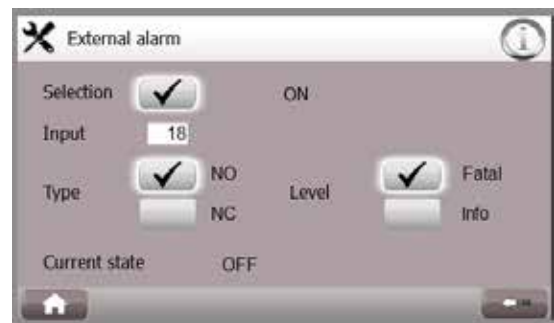 External alarm
Selection ON
Input 18
Type NO Level Fatal
NC Info
Current state OFF